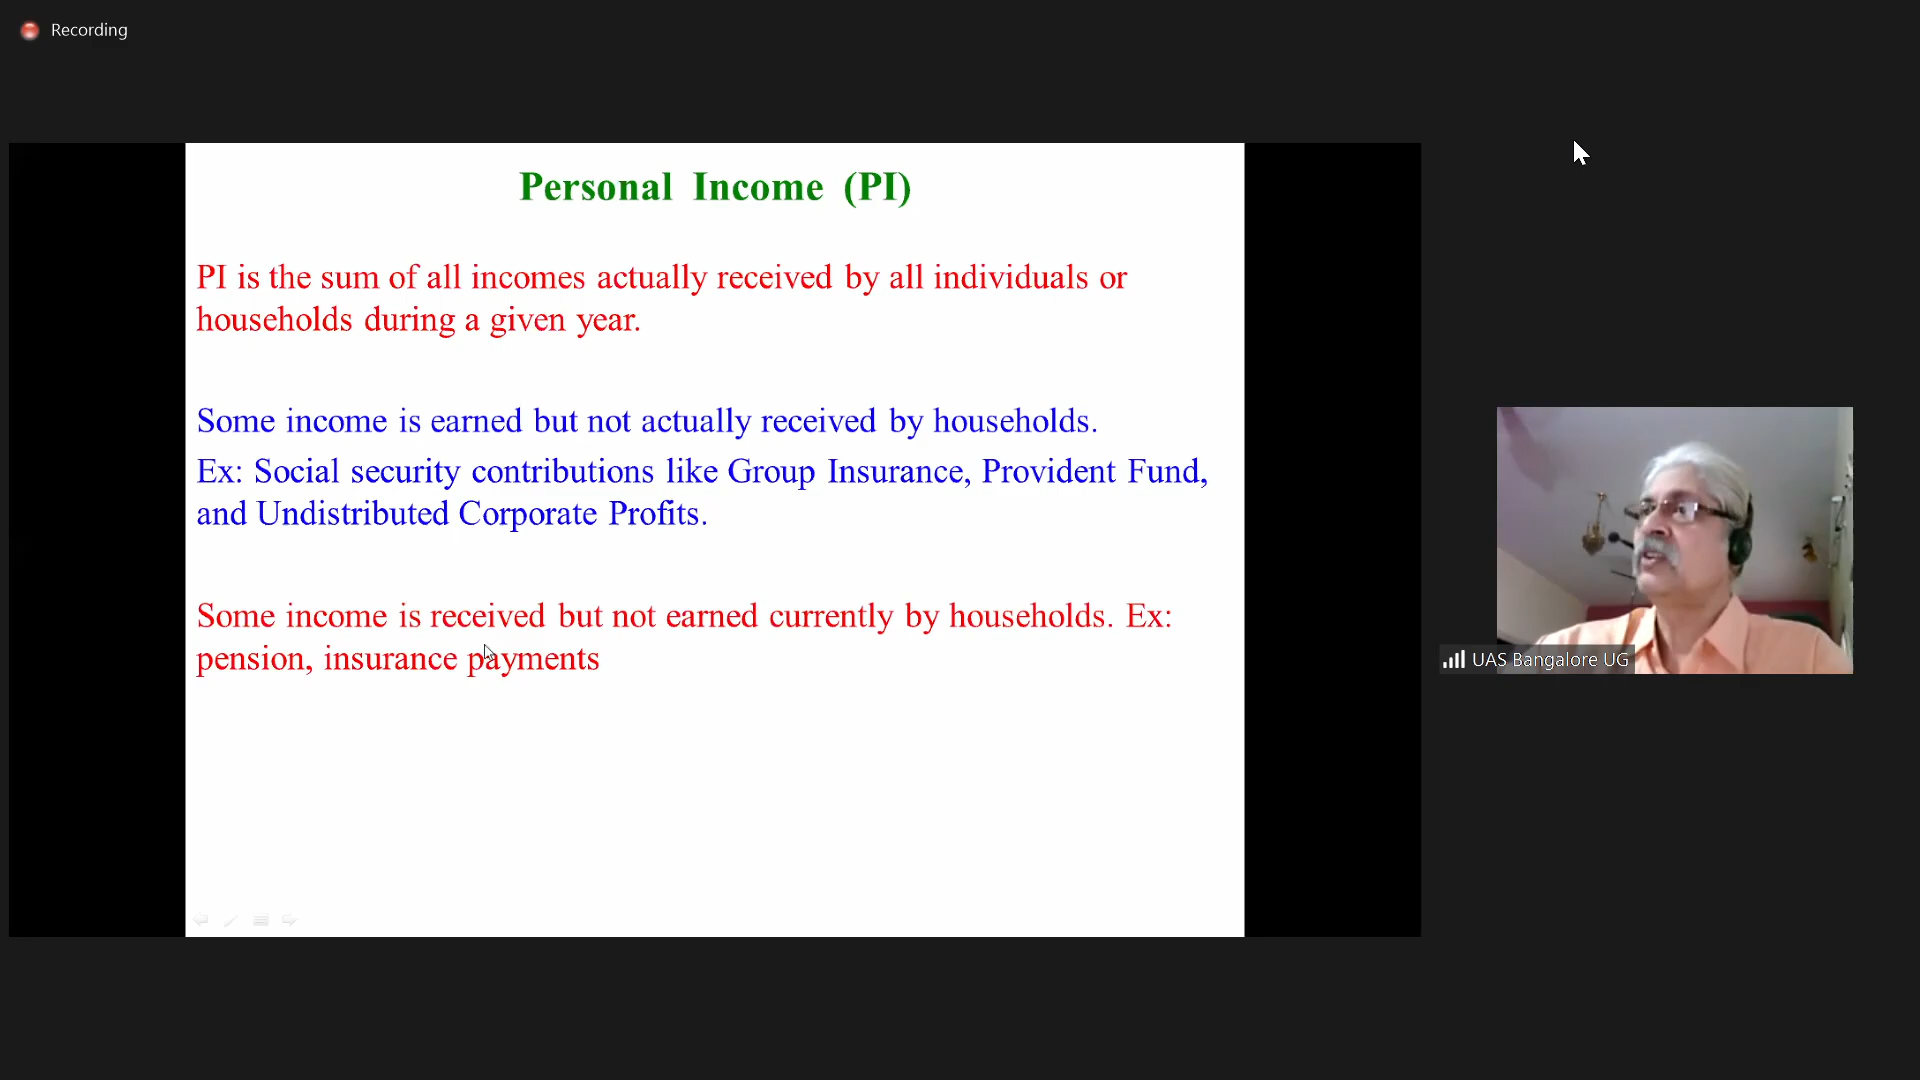 Recording
Personal Income (PI)
PI is the sum of all incomes actually received by all individuals or
households during a given year.
Some income is earned but not actually received by households.
Ex: Social security contributions like Group Insurance, Provident Fund,
and Undistributed Corporate Profits.
Some income is received but not earned currently by households. Ex:
pension, insurance payments
UAS Bangalore UG